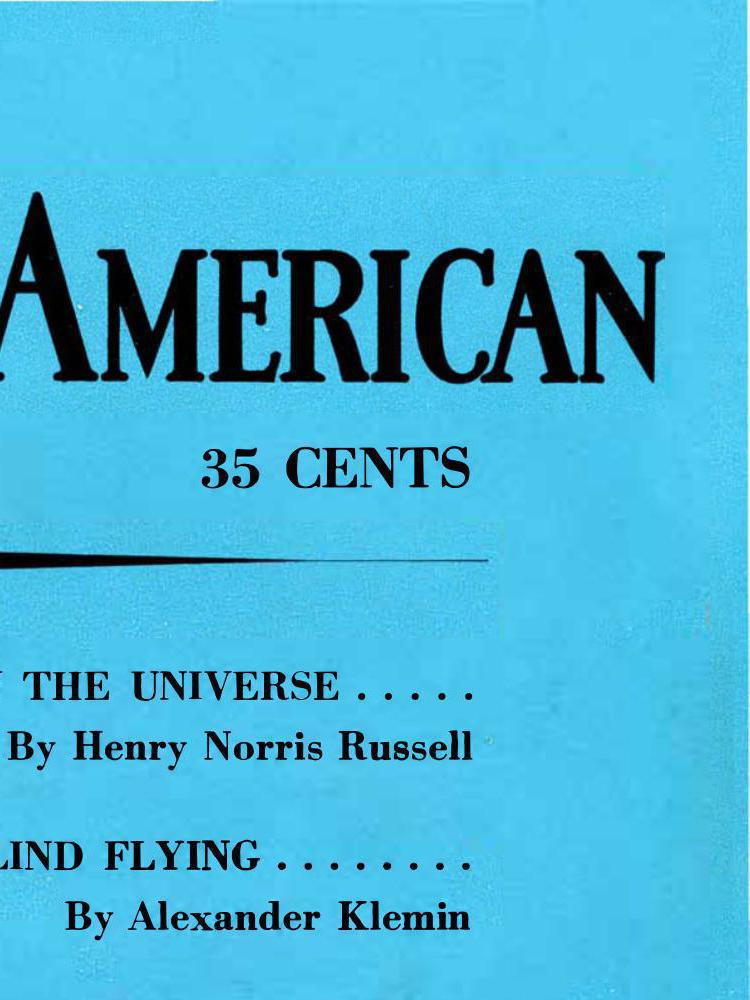 AMERICAN
35 CENTS
THE UNIVERSE . . . . .
By Henry Norris Russell
LIND FLYING . . . . . . . .
By Alexander Klemin